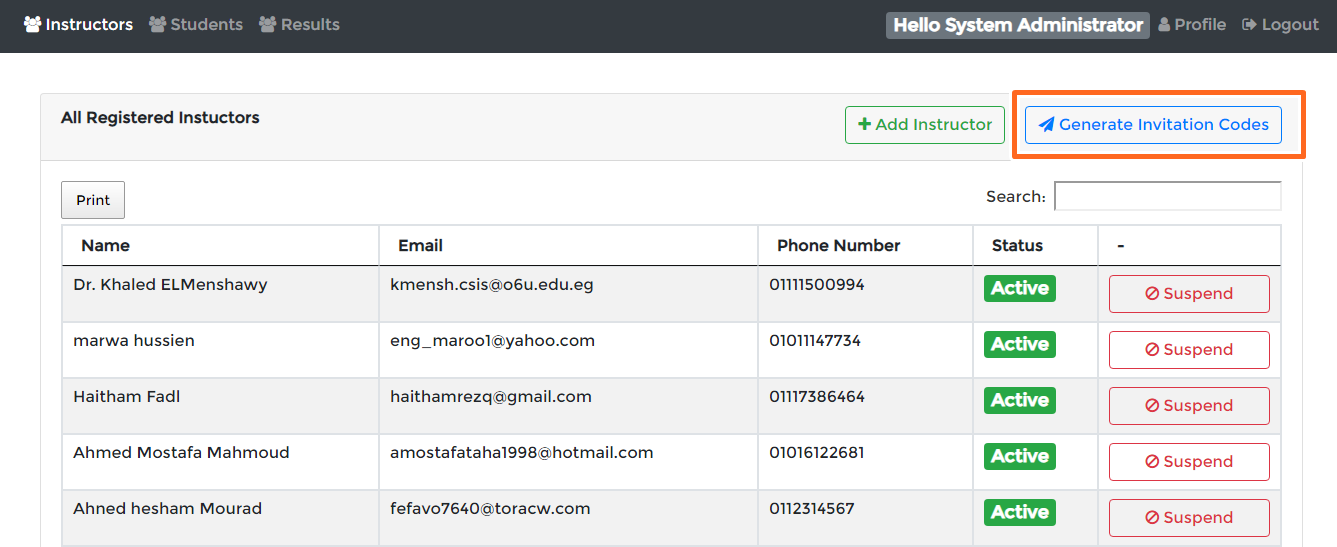 Instructors Students Results Hello System Administrator Profile Logout
All Registered Instuctors + Add Instructor Generate Invitation Codes
Print Search:
Name Email Phone Number Status -
Dr. Khaled ELMenshawy kmensh.csis@o6u.edu.eg 01111500994 Active Suspend
marwa hussien eng_maroo1@yahoo.com 01011147734 Active Suspend
Haitham Fadl haithamrezq@gmail.com 01117386464 Active Suspend
Ahmed Mostafa Mahmoud amostafataha1998@hotmail.com 01016122681 Active Suspend
Ahned hesham Mourad fefavo7640@toracw.com 0112314567 Active Suspend